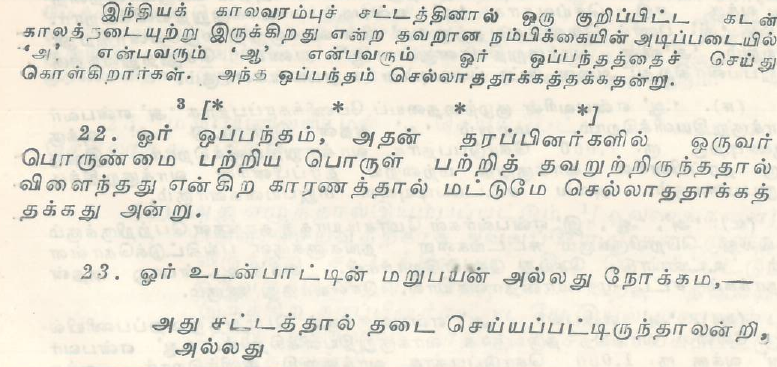 இந்தியக் காலவரம்புச் சட்டத்தினால் ஒரு குறிப்பிட்ட கடன்
காலத்தடையுற்று இருக்கிறது என்ற தவறான நம்பிக்கையின் அடிப்படையில்
‘அ’ என்பவரும் ‘ஆ’ என்பவரும் ஓர் ஒப்பந்தத்தைச் செய்து
கொள்கிறார்கள். அந்த ஒப்பந்தம் செல்லாததாக்கத்தக்கதன்று.
³ [* * * *]
22. ஓர் ஒப்பந்தம், அதன் தரப்பினர்களில் ஒருவர்
பொருண்மை பற்றிய பொருள் பற்றித் தவறுற்றிருந்ததால்
விளைந்தது என்கிற காரணத்தால் மட்டுமே செல்லாததாக்கத்
தக்கது அன்று.
23. ஓர் உடன்பாட்டின் மறுபயன் அல்லது நோக்கம,—
அது சட்டத்தால் தடை செய்யப்பட்டிருந்தாலன்றி,
அல்லது